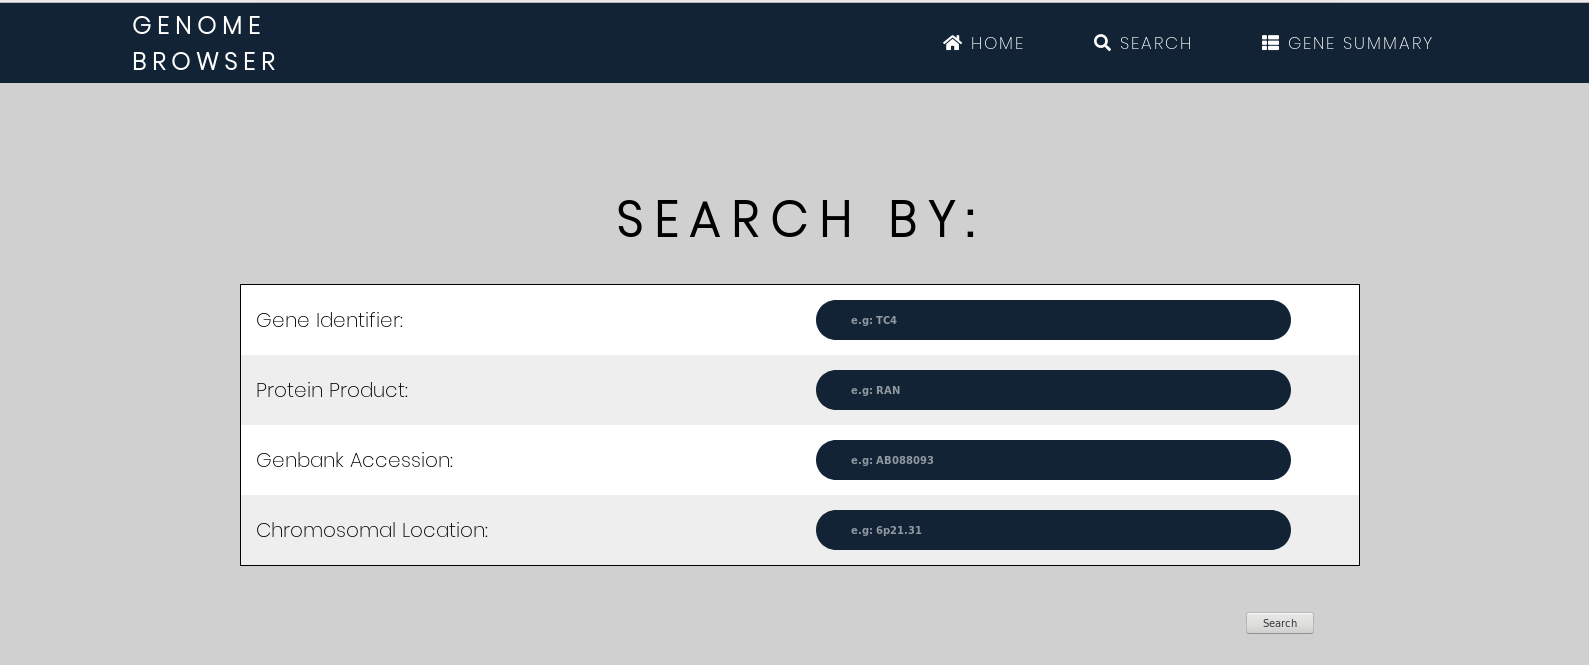 GENOME
BROWSER
HOME
SEARCH
GENE SUMMARY
SEARCH BY:
Gene Identifier:
e.g: TC4
Protein Product:
e.g: RAN
Genbank Accession:
e.g: AB088093
Chromosomal Location:
e.g: 6p21.31
Search